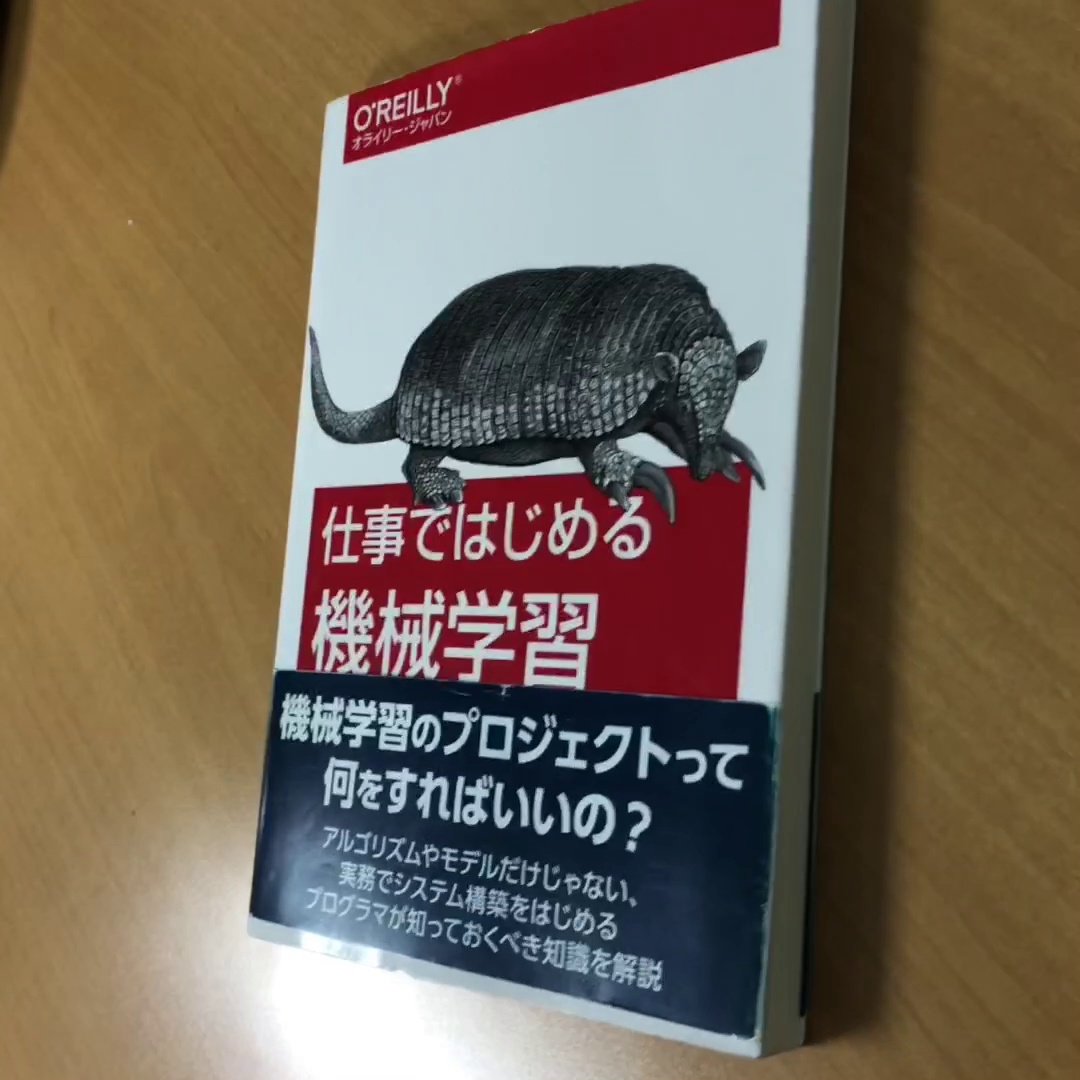 O'REILLY®
オライリー・ジャパン
仕事ではじめる
機械学習
機械学習のプロジェクトって
何をすればいいの?
アルゴリズムやモデルだけじゃない、
実務でシステム構築をはじめる
プログラマが知っておくべき知識を解説